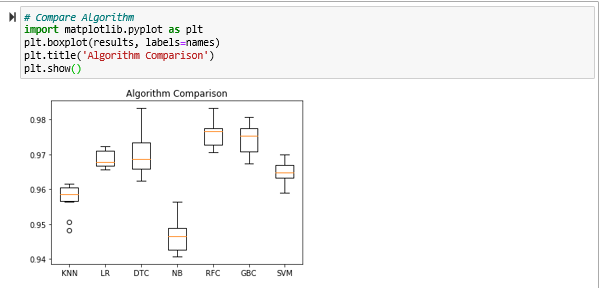 # Compare Algorithm
import matplotlib.pyplot as plt
plt.boxplot(results, labels=names)
plt.title('Algorithm Comparison')
plt.show()
Algorithm Comparison
0.98
0.97
0.96
0.95
0.94
KNN LR DTC NB RFC GBC SVM